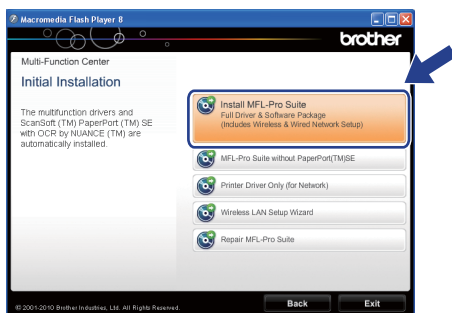 Macromedia Flash Player 8
brother
Multi-Function Center
Initial Installation
The multifunction drivers and
ScanSoft (TM) PaperPort (TM) SE
with OCR by NUANCE (TM) are
automatically installed.
Install MFL-Pro Suite
Full Driver & Software Package
(Includes Wireless & Wired Network Setup)
MFL-Pro Suite without PaperPort(TM)SE
Printer Driver Only (for Network)
Wireless LAN Setup Wizard
Repair MFL-Pro Suite
© 2001-2010 Brother Industries, Ltd. All Rights Reserved.
Back
Exit